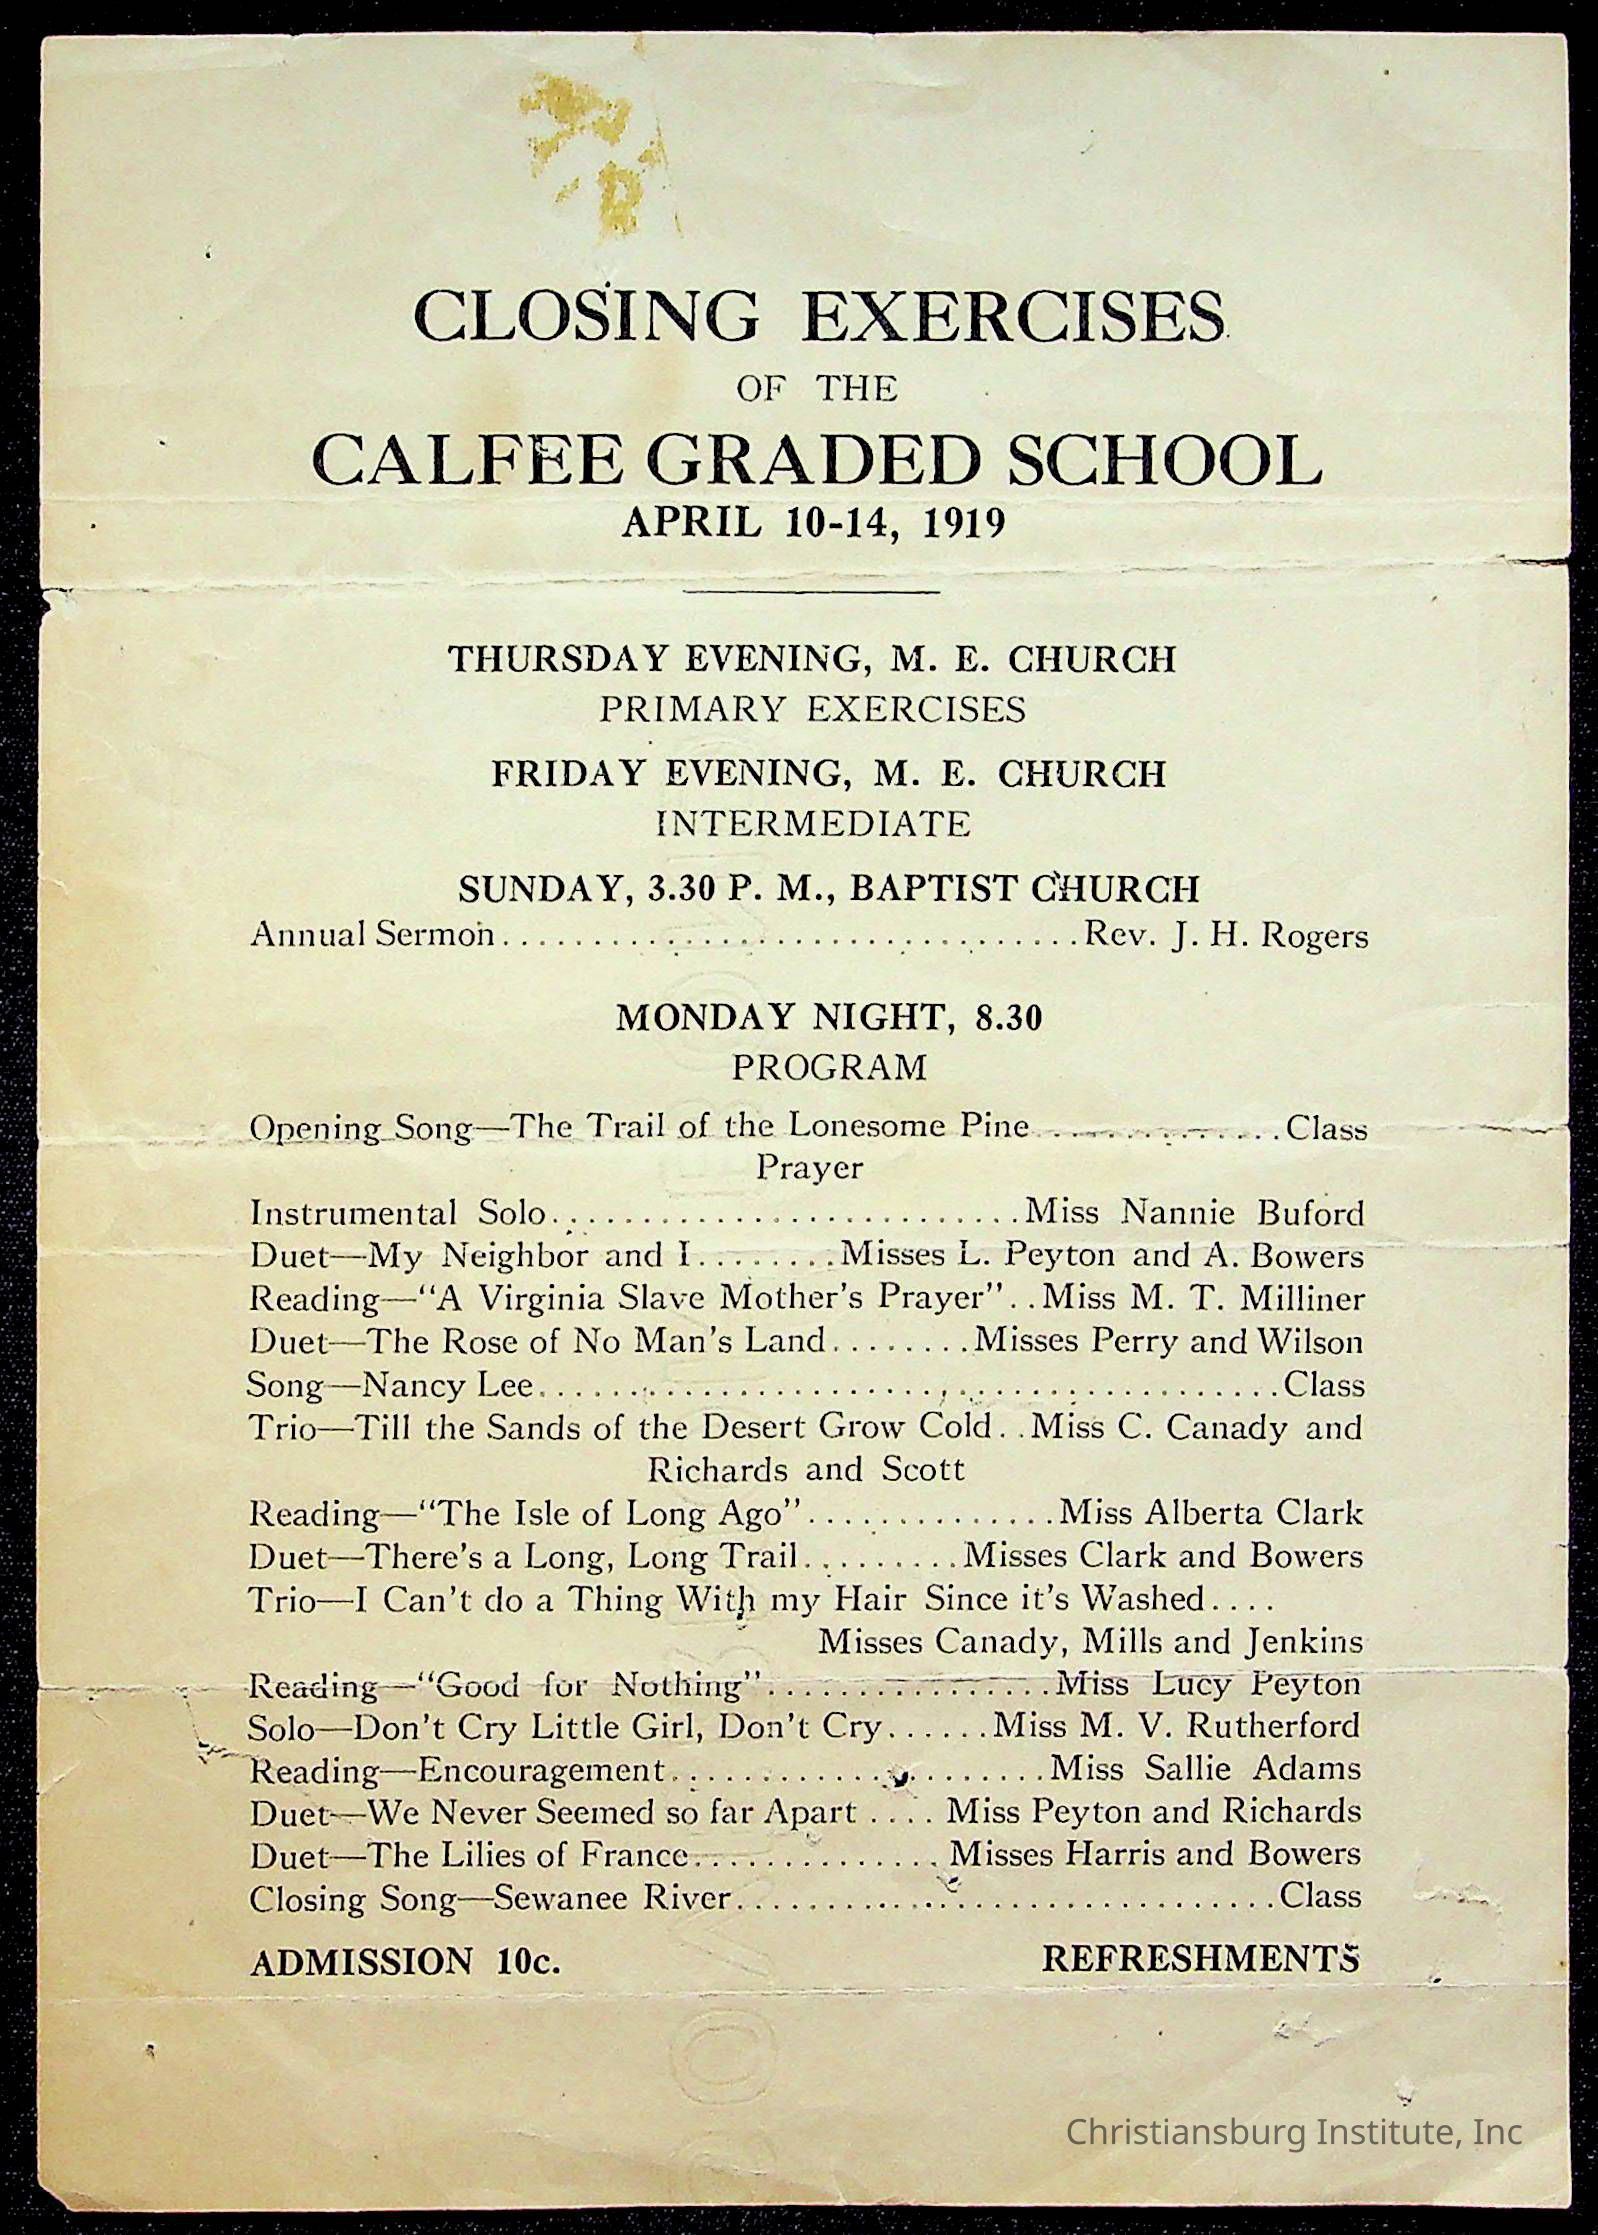 CLOSING EXERCISES
OF THE
CALFEE GRADED SCHOOL
APRIL 10-14, 1919
THURSDAY EVENING, M. E. CHURCH
PRIMARY EXERCISES
FRIDAY EVENING, M. E. CHURCH
INTERMEDIATE
SUNDAY, 3.30 P. M., BAPTIST CHURCH
Annual Sermon................................Rev. J. H. Rogers
MONDAY NIGHT, 8.30
PROGRAM
Opening Song—The Trail of the Lonesome Pine..............Class
Prayer
Instrumental Solo..........................Miss Nannie Buford
Duet—My Neighbor and I........Misses L. Peyton and A. Bowers
Reading—“A Virginia Slave Mother’s Prayer”..Miss M. T. Milliner
Duet—The Rose of No Man’s Land........Misses Perry and Wilson
Song—Nancy Lee.........................................Class
Trio—Till the Sands of the Desert Grow Cold..Miss C. Canady and
Richards and Scott
Reading—“The Isle of Long Ago”..............Miss Alberta Clark
Duet—There’s a Long, Long Trail.........Misses Clark and Bowers
Trio—I Can’t do a Thing With my Hair Since it’s Washed....
Misses Canady, Mills and Jenkins
Reading—“Good for Nothing”................Miss Lucy Peyton
Solo—Don’t Cry Little Girl, Don’t Cry......Miss M. V. Rutherford
Reading—Encouragement.....................Miss Sallie Adams
Duet—We Never Seemed so far Apart .... Miss Peyton and Richards
Duet—The Lilies of France.............. Misses Harris and Bowers
Closing Song—Sewanee River..............................Class
ADMISSION 10c. REFRESHMENTS
Christiansburg Institute, Inc